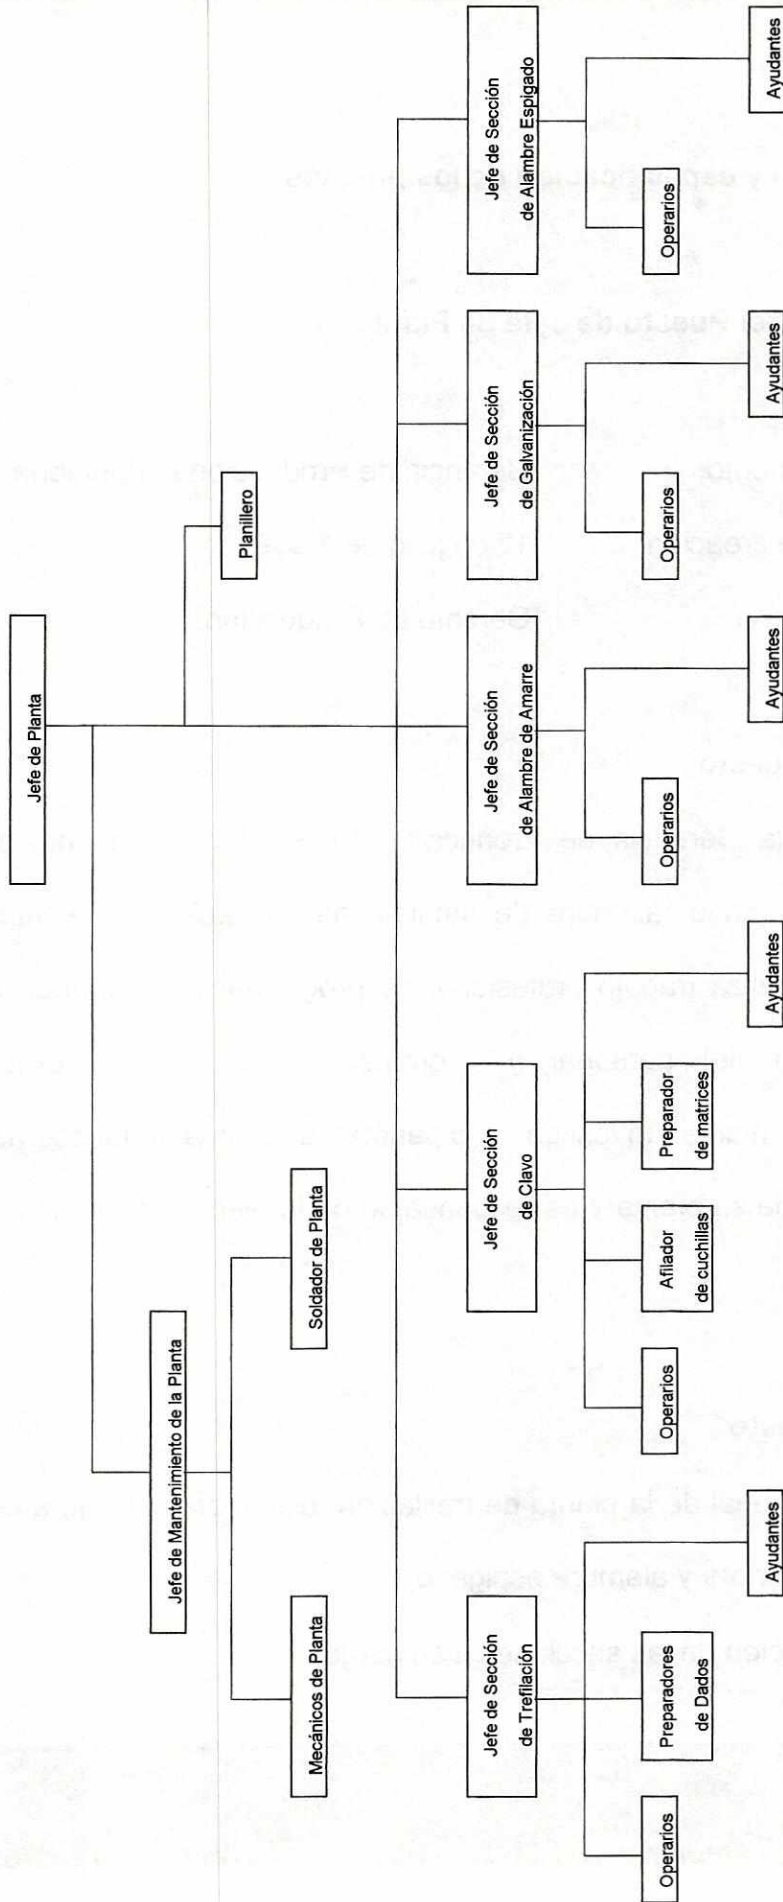 Jefe de Planta
Jefe de Mantenimiento de la Planta
Planillero
Mecánicos de Planta
Soldador de Planta
Jefe de Sección
de Trefilación
Jefe de Sección
de Clavo
Jefe de Sección
de Alambre de Amarre
Jefe de Sección
de Galvanización
Jefe de Sección
de Alambre Espigado
Operarios
Preparadores
de Dados
Ayudantes
Operarios
Afilador
de cuchillas
Preparador
de matrices
Ayudantes
Operarios
Ayudantes
Operarios
Ayudantes
Operarios
Ayudantes